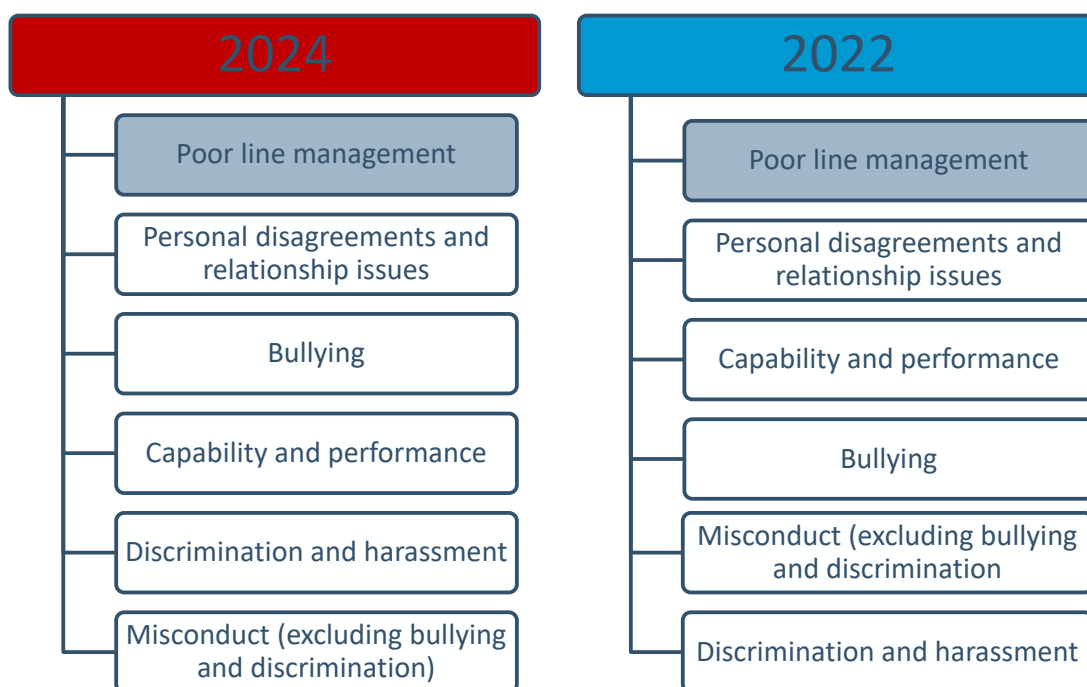 2024
Poor line management
Personal disagreements and
relationship issues
Bullying
Capability and performance
Discrimination and harassment
Misconduct (excluding bullying
and discrimination)
2022
Poor line management
Personal disagreements and
relationship issues
Capability and performance
Bullying
Misconduct (excluding bullying
and discrimination
Discrimination and harassment